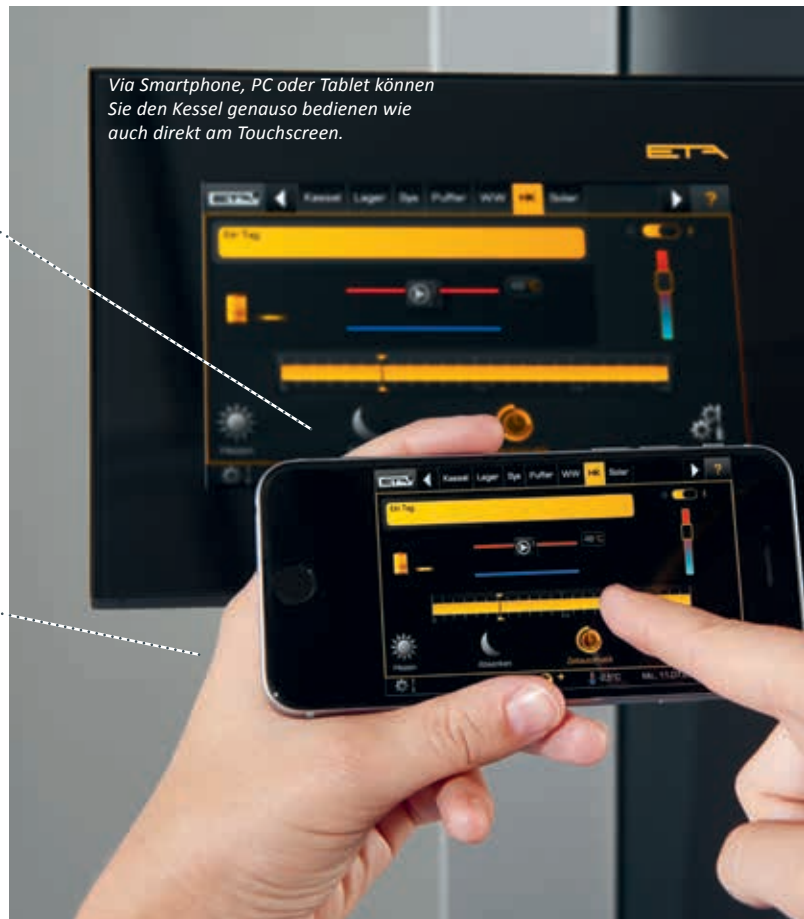 Via Smartphone, PC oder Tablet können
Sie den Kessel genauso bedienen wie
auch direkt am Touchscreen.
ETA
ETA Kessel Lager Sys Puffer WW HK Solar ?
Ein Tag
Heizen
ETA Kessel Lager Sys Puffer WW HK Solar ?
Ein Tag
Heizen Absenken Zeitautomatik